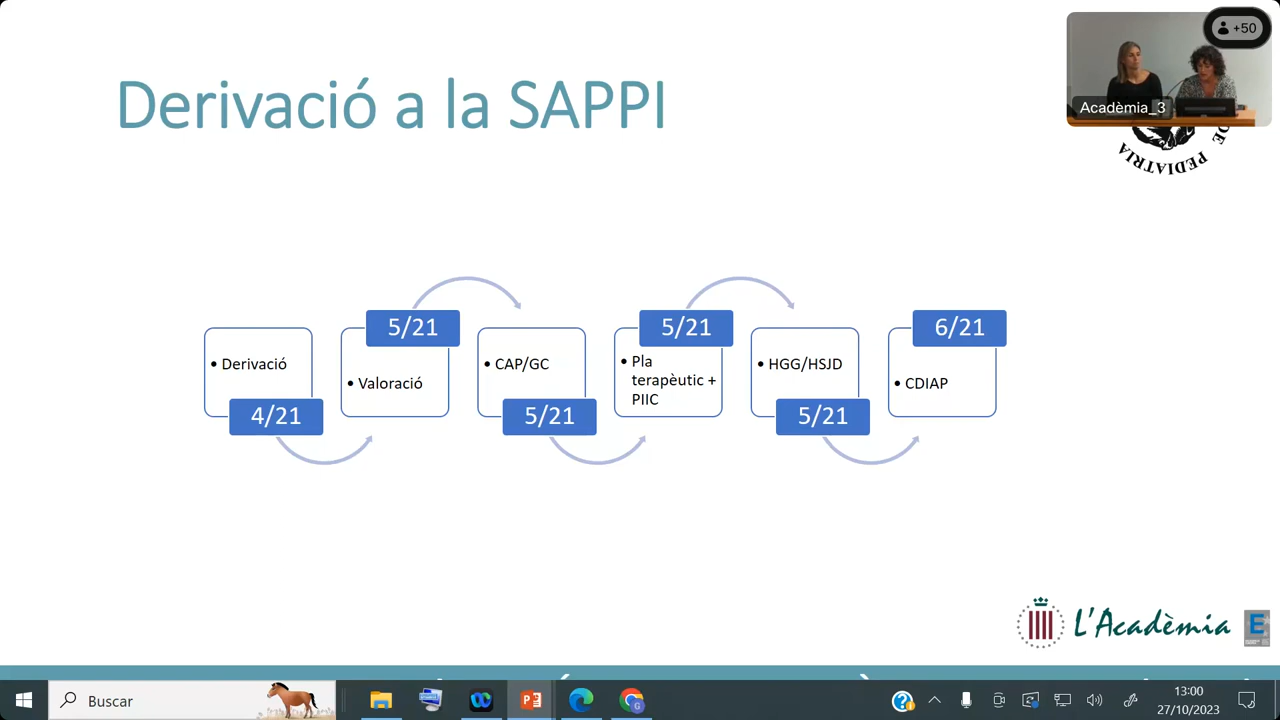 +50
Acadèmia_3
DE PEDIATRIA
Derivació a la SAPPI
• Derivació
4/21
5/21
• Valoració
• CAP/GC
5/21
5/21
• Pla
terapèutic +
PIIC
• HGG/HSJD
5/21
6/21
• CDIAP
L'Acadèmia
E
Buscar
13:00
27/10/2023